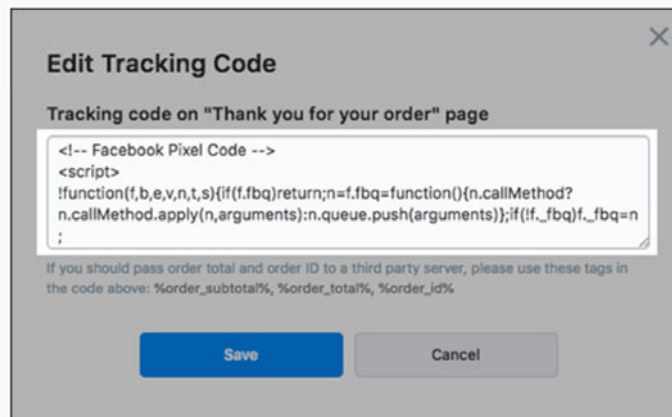 Edit Tracking Code
Tracking code on "Thank you for your order" page
<!-- Facebook Pixel Code -->
<script>
!function(f,b,e,v,n,t,s){if(f.fbq)return;n=f.fbq=function(){n.callMethod?
n.callMethod.apply(n,arguments):n.queue.push(arguments)};if(!f._fbq)f._fbq=n
;
If you should pass order total and order ID to a third party server, please use these tags in
the code above: %order_subtotal%, %order_total%, %order_id%
Save
Cancel